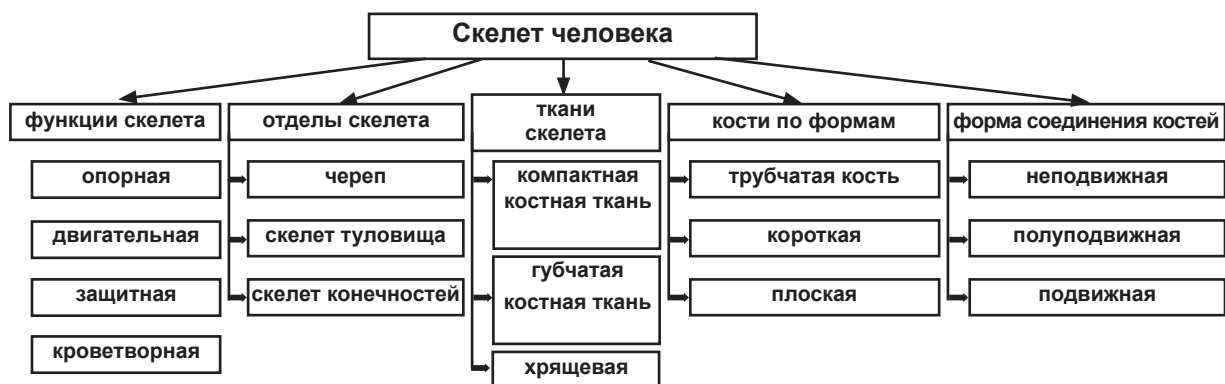 Скелет человека
функции скелета
опорная
двигательная
защитная
кроветворная
отделы скелета
череп
скелет туловища
скелет конечностей
ткани
скелета
компактная
костная ткань
губчатая
костная ткань
хрящевая
кости по формам
трубчатая кость
короткая
плоская
форма соединения костей
неподвижная
полуподвижная
подвижная